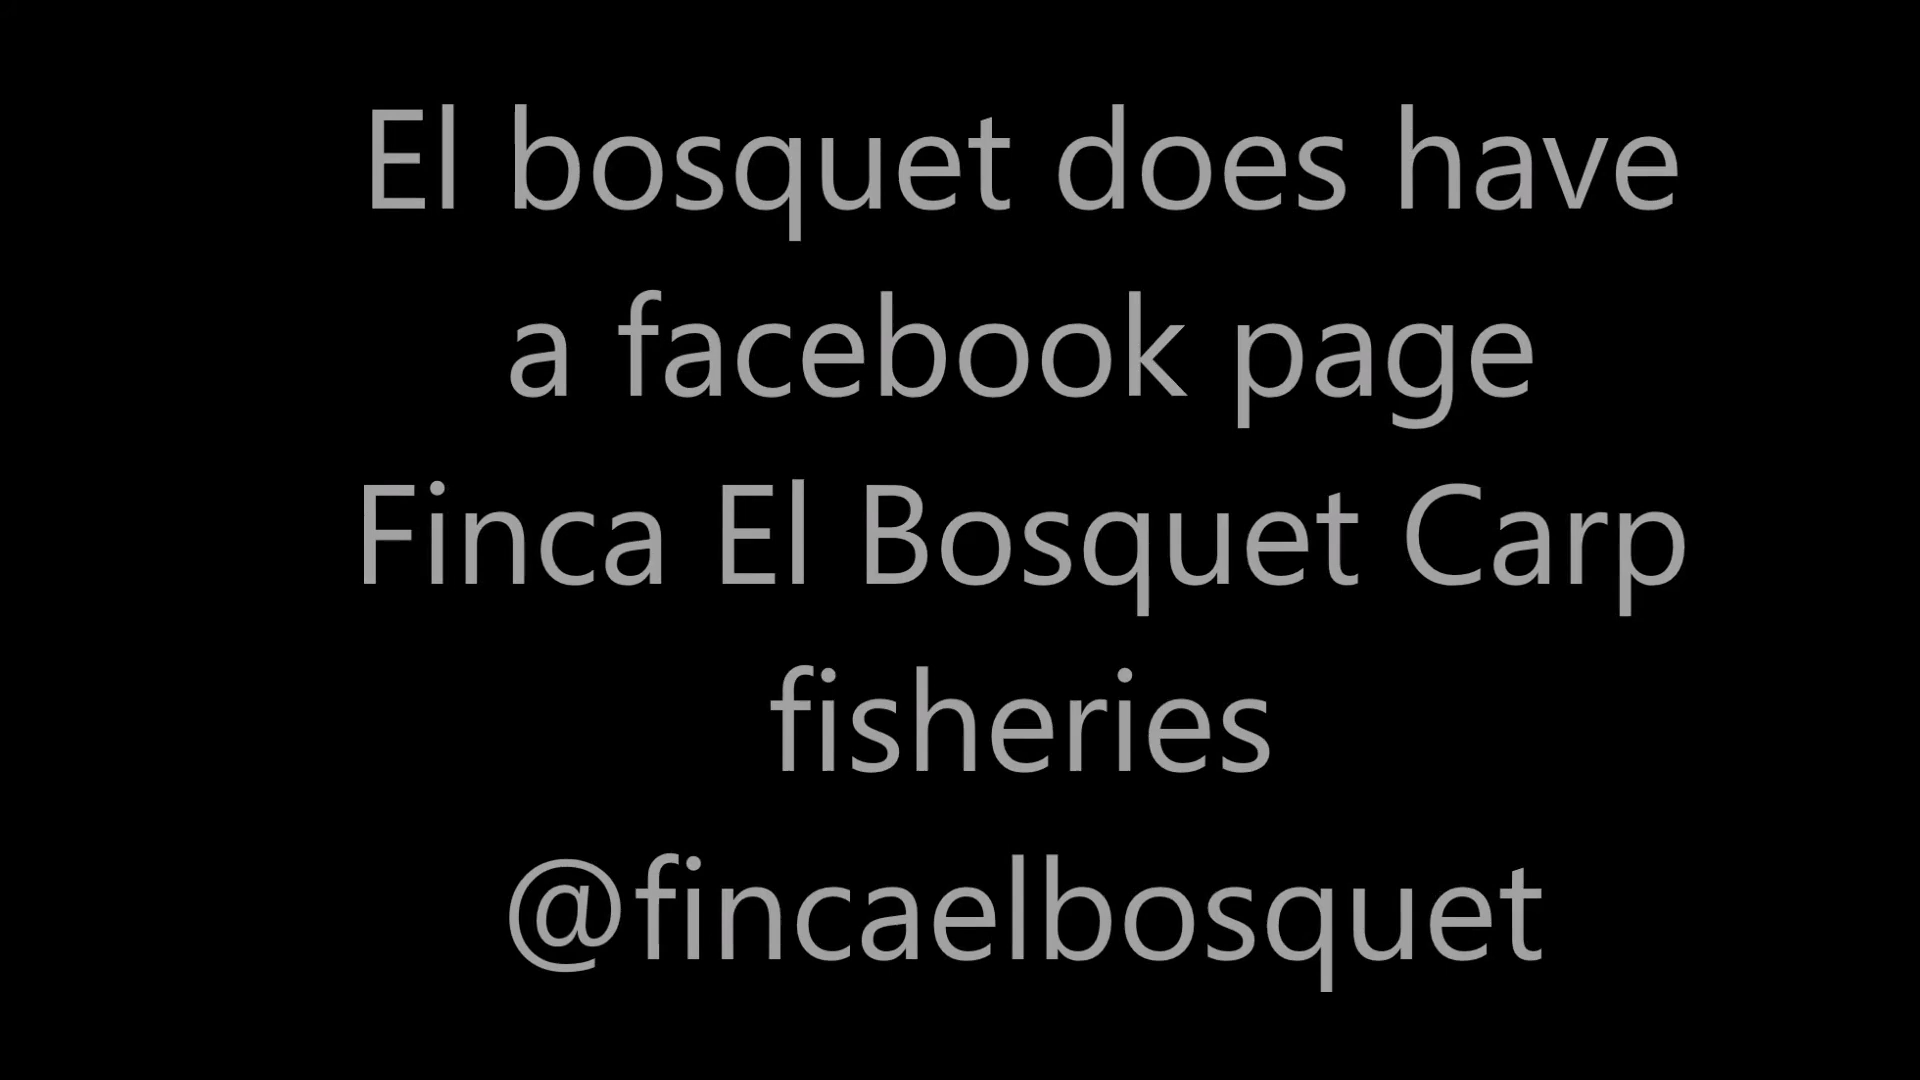 El bosquet does have
a facebook page
Finca El Bosquet Carp
fisheries
@fincaelbosquet